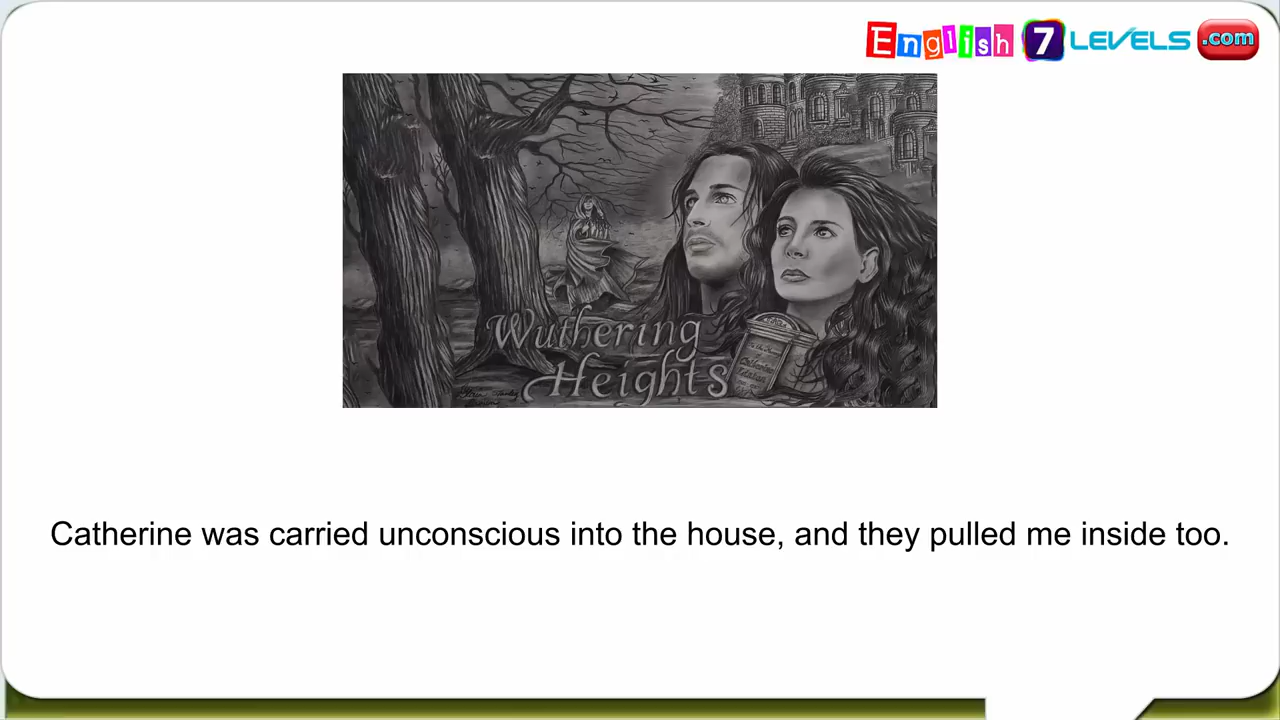 English 7 LEVELS .com
Wuthering
Heights
Catherine was carried unconscious into the house, and they pulled me inside too.